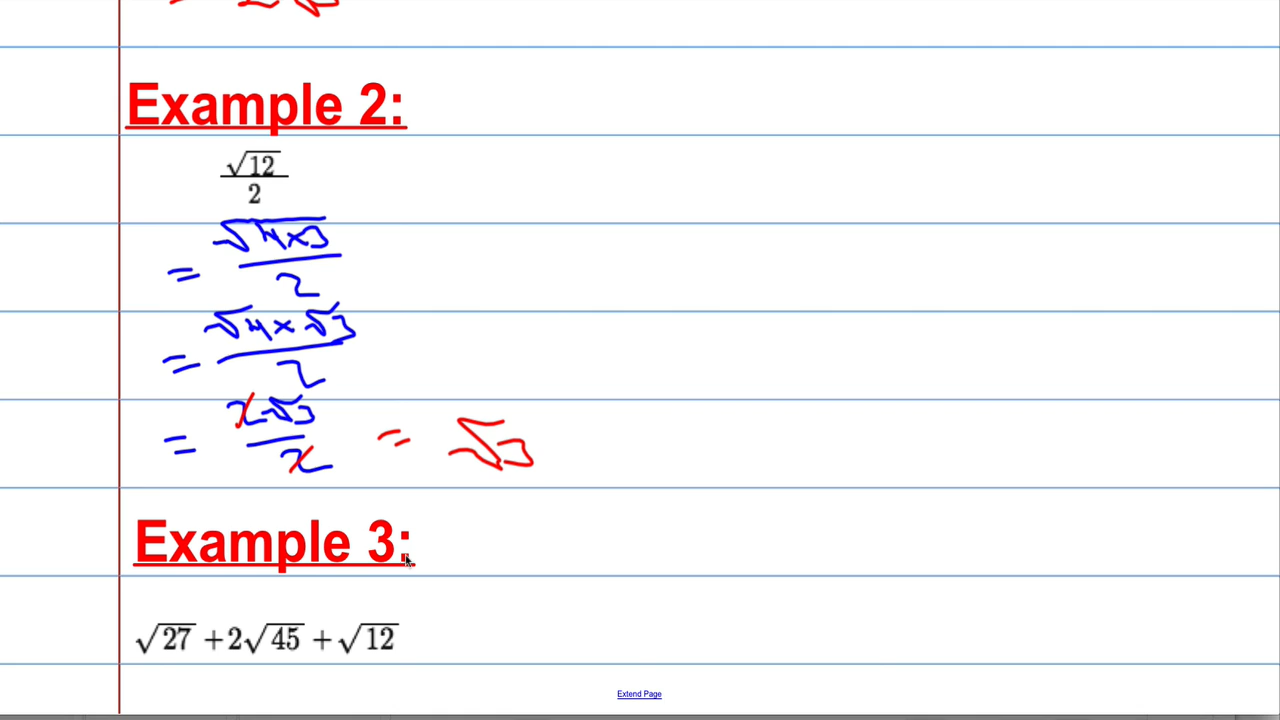 Example 2:
√12
2
= √4×3
2
= √4 × √3
2
= 2√3
2
= √3
Example 3:
√27 + 2√45 + √12
Extend Page